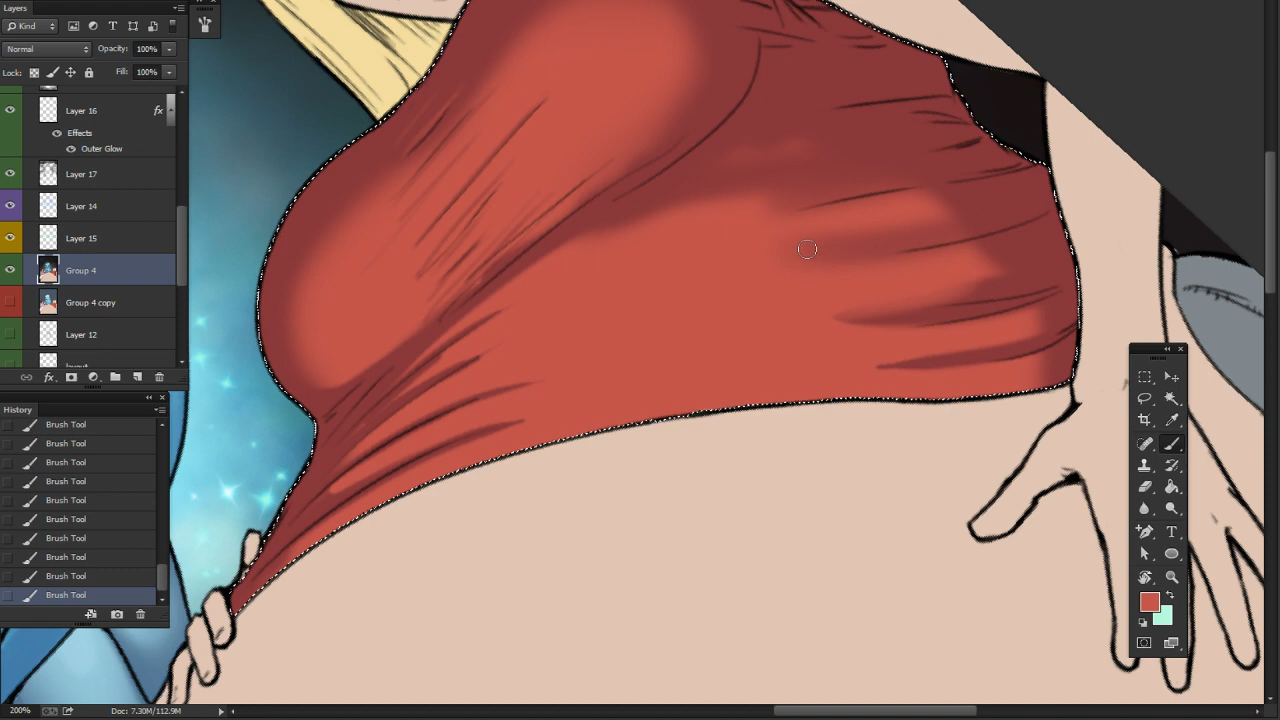 Layers
Kind
Normal
Opacity: 100%
Lock:
Fill: 100%
Layer 16
fx
Effects
Outer Glow
Layer 17
Layer 14
Layer 15
Group 4
Group 4 copy
Layer 12
fx
History
Brush Tool
Brush Tool
Brush Tool
Brush Tool
Brush Tool
Brush Tool
Brush Tool
Brush Tool
Brush Tool
Brush Tool
T
200%
Doc: 7.30M/112.9M